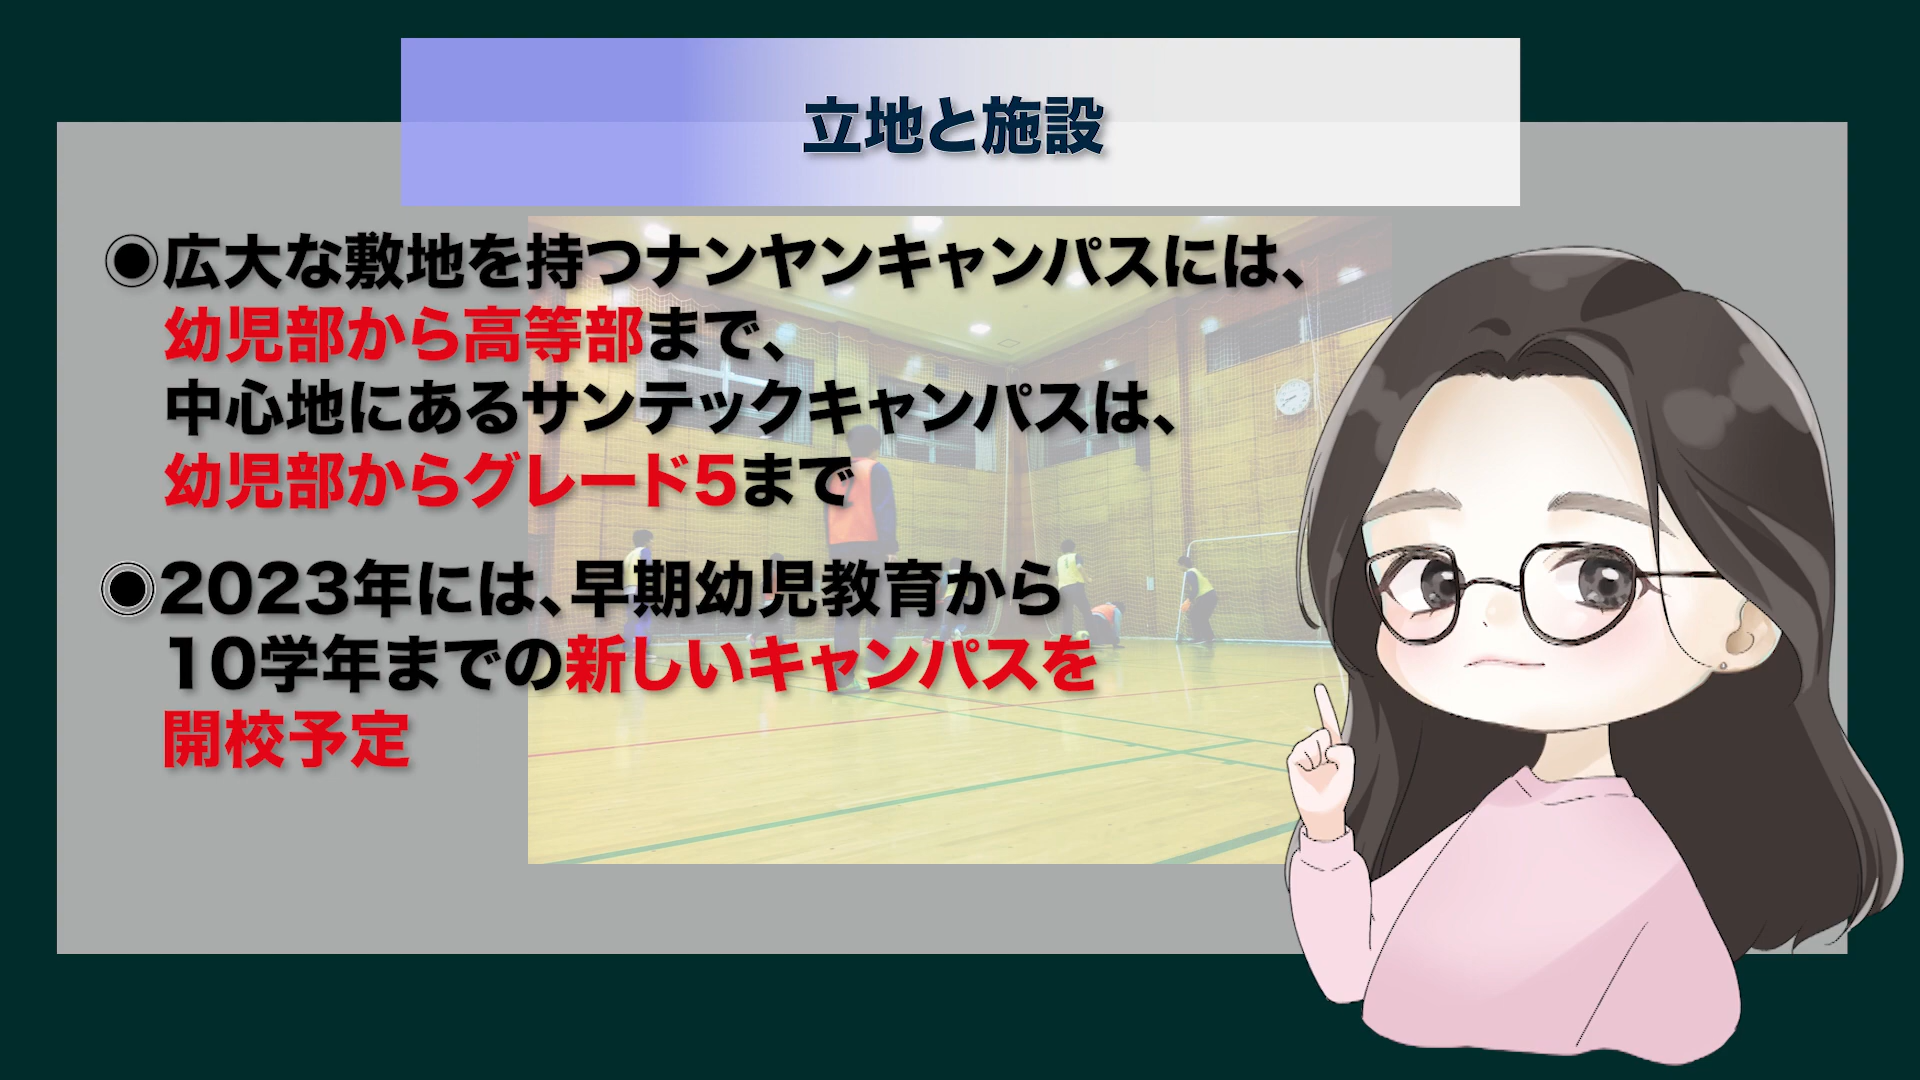 立地と施設
◉広大な敷地を持つナンヤンキャンパスには、
幼児部から高等部まで、
中心地にあるサンテックキャンパスは、
幼児部からグレード5まで
◉2023年には、早期幼児教育から
10学年までの新しいキャンパスを
開校予定